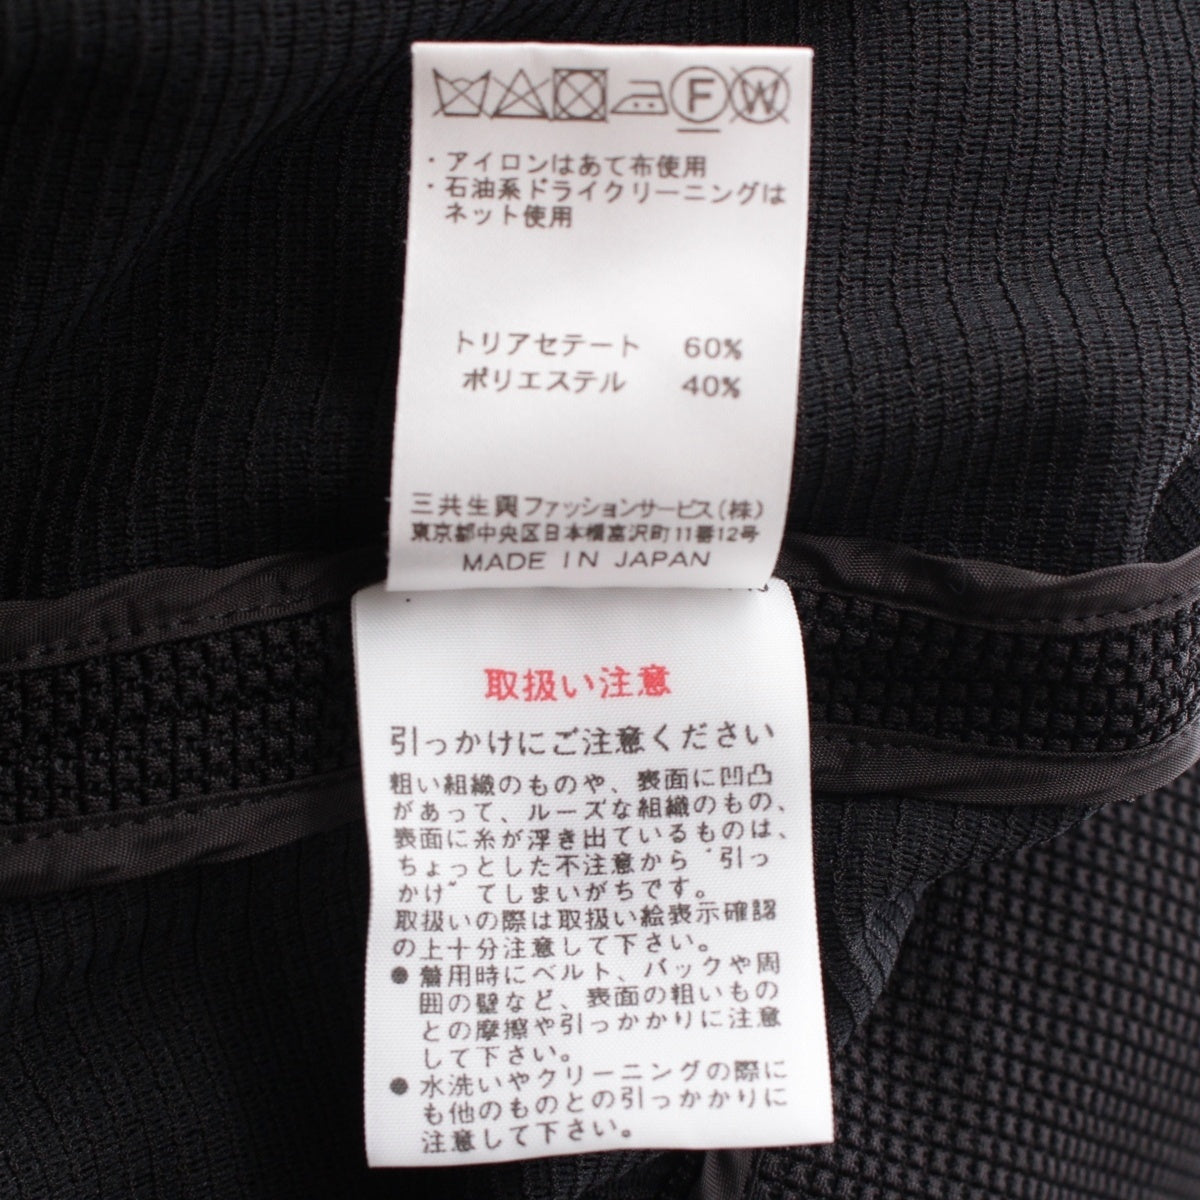 F W
・アイロンはあて布使用
・石油系ドライクリーニングは
ネット使用
トリアセテート 60%
ポリエステル 40%
三共生興ファッションサービス(株)
東京都中央区日本橋富沢町11番12号
MADE IN JAPAN
取扱い注意
引っかけにご注意ください
粗い組織のものや、表面に凹凸
があって、ルーズな組織のもの、
表面に糸が浮き出ているものは、
ちょっとした不注意から〝引っ
かけ〟てしまいがちです。
取扱いの際は取扱い絵表示確認
の上十分注意して下さい。
● 着用時にベルト、バックや周
囲の壁など、表面の粗いもの
との摩擦や引っかかりに注意
して下さい。
● 水洗いやクリーニングの際に
も他のものとの引っかかりに
注意して下さい。